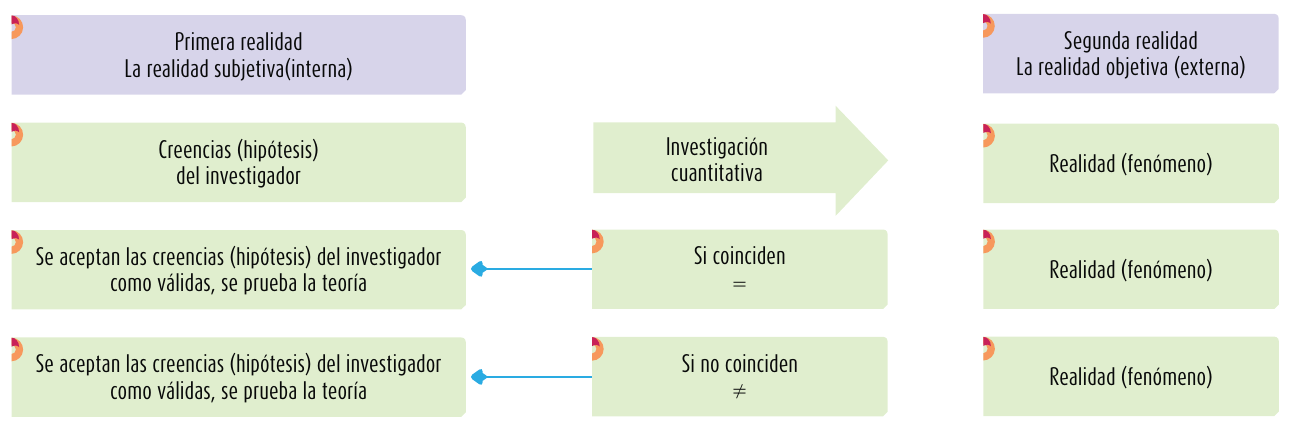 Primera realidad
La realidad subjetiva(interna)
Segunda realidad
La realidad objetiva (externa)
Creencias (hipótesis)
del investigador
Investigación
cuantitativa
Realidad (fenómeno)
Se aceptan las creencias (hipótesis) del investigador
como válidas, se prueba la teoría
Si coinciden
=
Realidad (fenómeno)
Se aceptan las creencias (hipótesis) del investigador
como válidas, se prueba la teoría
Si no coinciden
≠
Realidad (fenómeno)